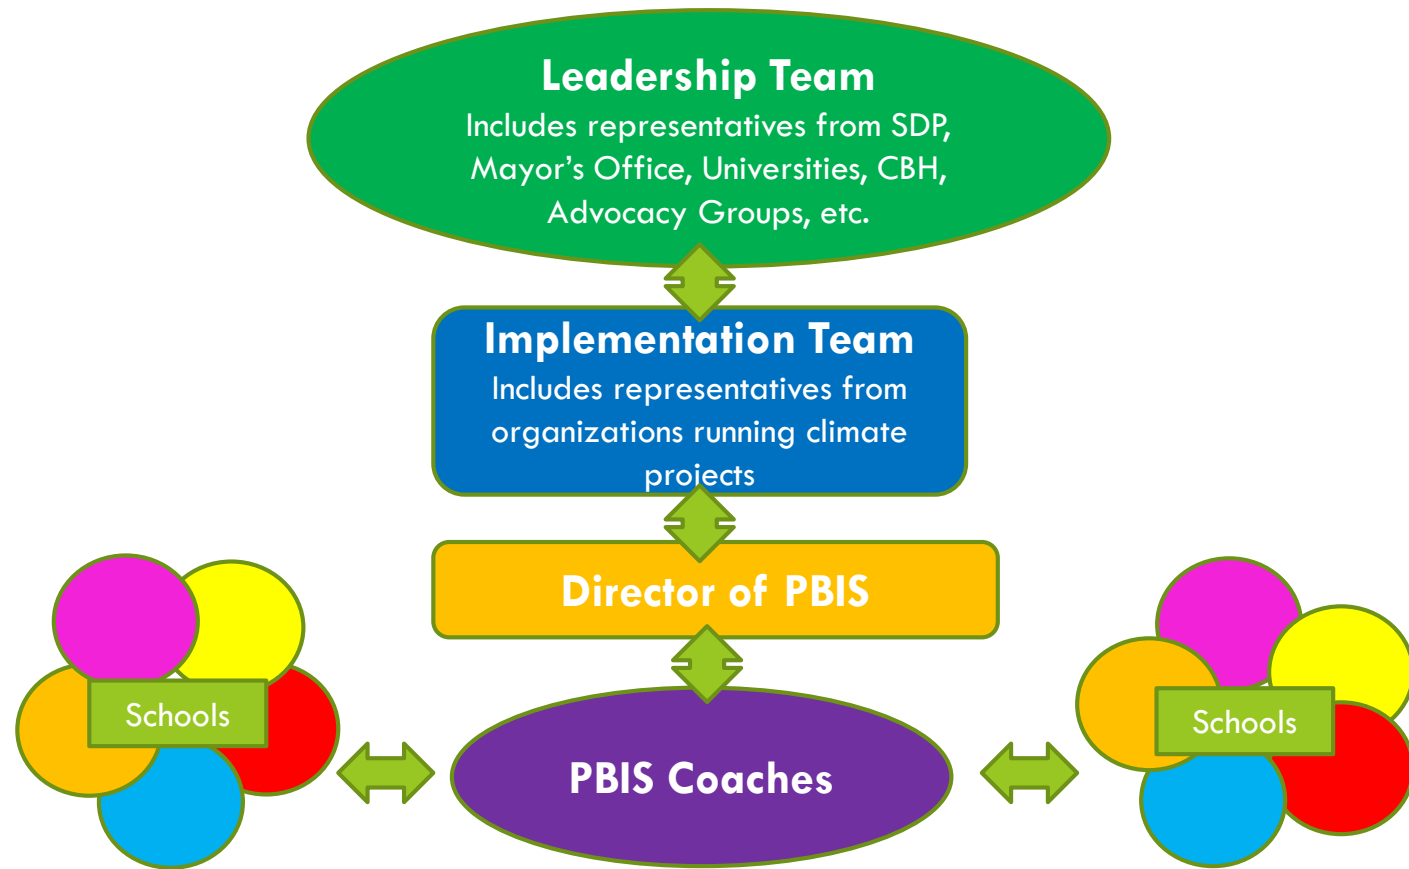 Leadership Team
Includes representatives from SDP,
Mayor’s Office, Universities, CBH,
Advocacy Groups, etc.
Implementation Team
Includes representatives from
organizations running climate
projects
Director of PBIS
Schools
PBIS Coaches
Schools